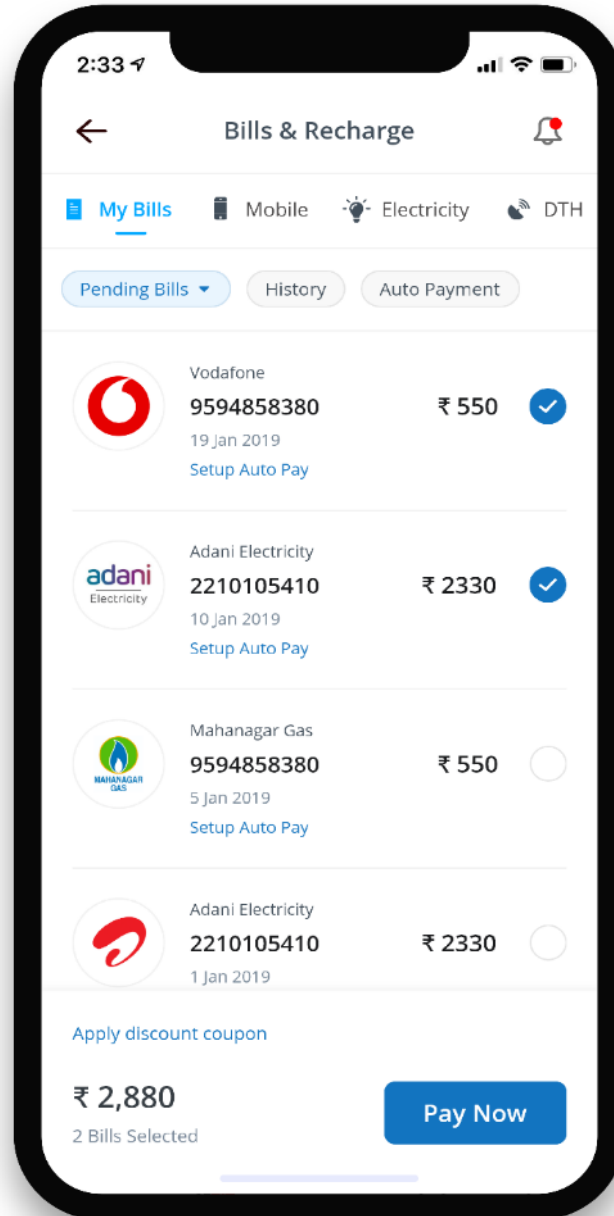 2:33
Bills & Recharge
My Bills Mobile Electricity DTH
Pending Bills History Auto Payment
Vodafone
9594858380 ₹ 550
19 Jan 2019
Setup Auto Pay
adani
Electricity
Adani Electricity
2210105410 ₹ 2330
10 Jan 2019
Setup Auto Pay
MAHANAGAR
GAS
Mahanagar Gas
9594858380 ₹ 550
5 Jan 2019
Setup Auto Pay
Adani Electricity
2210105410 ₹ 2330
1 Jan 2019
Apply discount coupon
₹ 2,880
2 Bills Selected
Pay Now